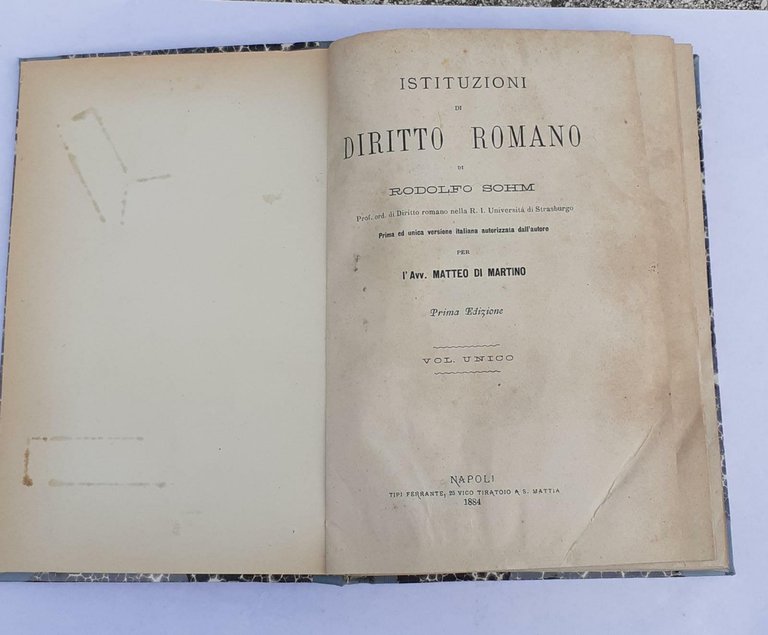 ISTITUZIONI
DI
DIRITTO ROMANO
DI
RODOLFO SOHM
Prof. ord. di Diritto romano nella R. I. Università di Strasburgo
Prima ed unica versione italiana autorizzata dall'autore
PER
l'Avv. MATTEO DI MARTINO
Prima Edizione
VOL. UNICO
NAPOLI
TIPI FERRANTE, 25 VICO TIRATOIO A S. MATTIA
1884